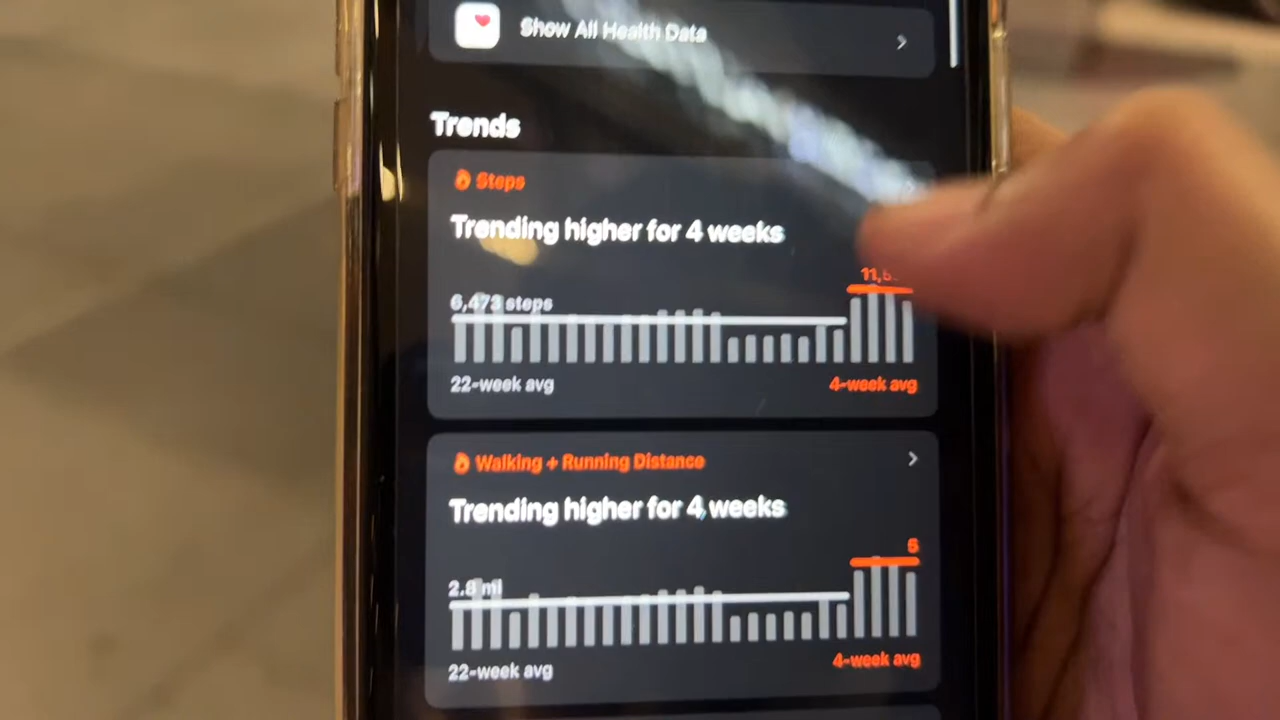 Show All Health Data
Trends
Steps
Trending higher for 4 weeks
6,473 steps
22-week avg
4-week avg
Walking + Running Distance
Trending higher for 4 weeks
5
2.8 mi
22-week avg
4-week avg